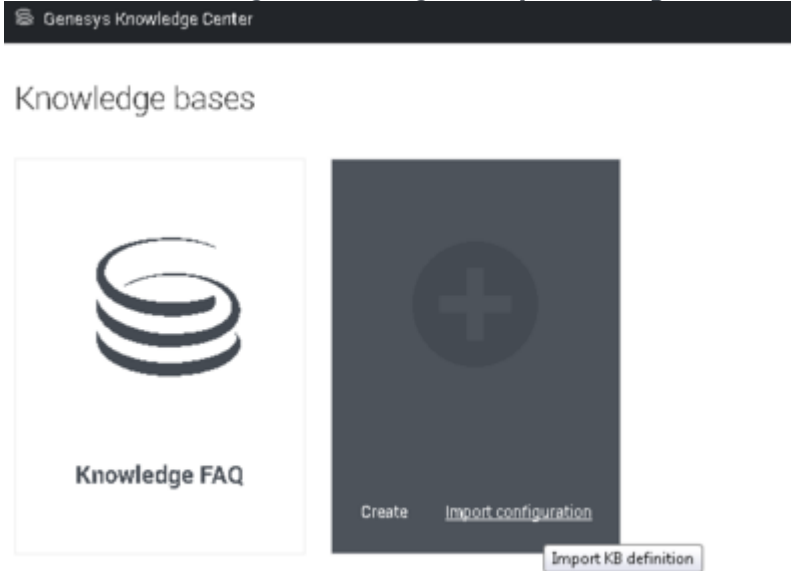 Genesys Knowledge Center
Knowledge bases
Knowledge FAQ
Create Import configuration
Import KB definition